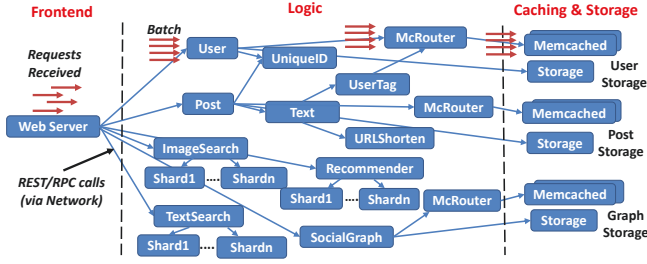 Frontend
Logic
Caching & Storage
Batch
Requests
Received
User
McRouter
Memcached
UniqueID
Storage
User
Storage
UserTag
Post
Text
McRouter
Memcached
Web Server
URLShorten
Storage
Post
Storage
ImageSearch
Recommender
Shard1 .... Shardn
REST/RPC calls
(via Network)
Shard1 .... Shardn
McRouter
Memcached
TextSearch
Storage
Graph
Storage
SocialGraph
Shard1 .... Shardn